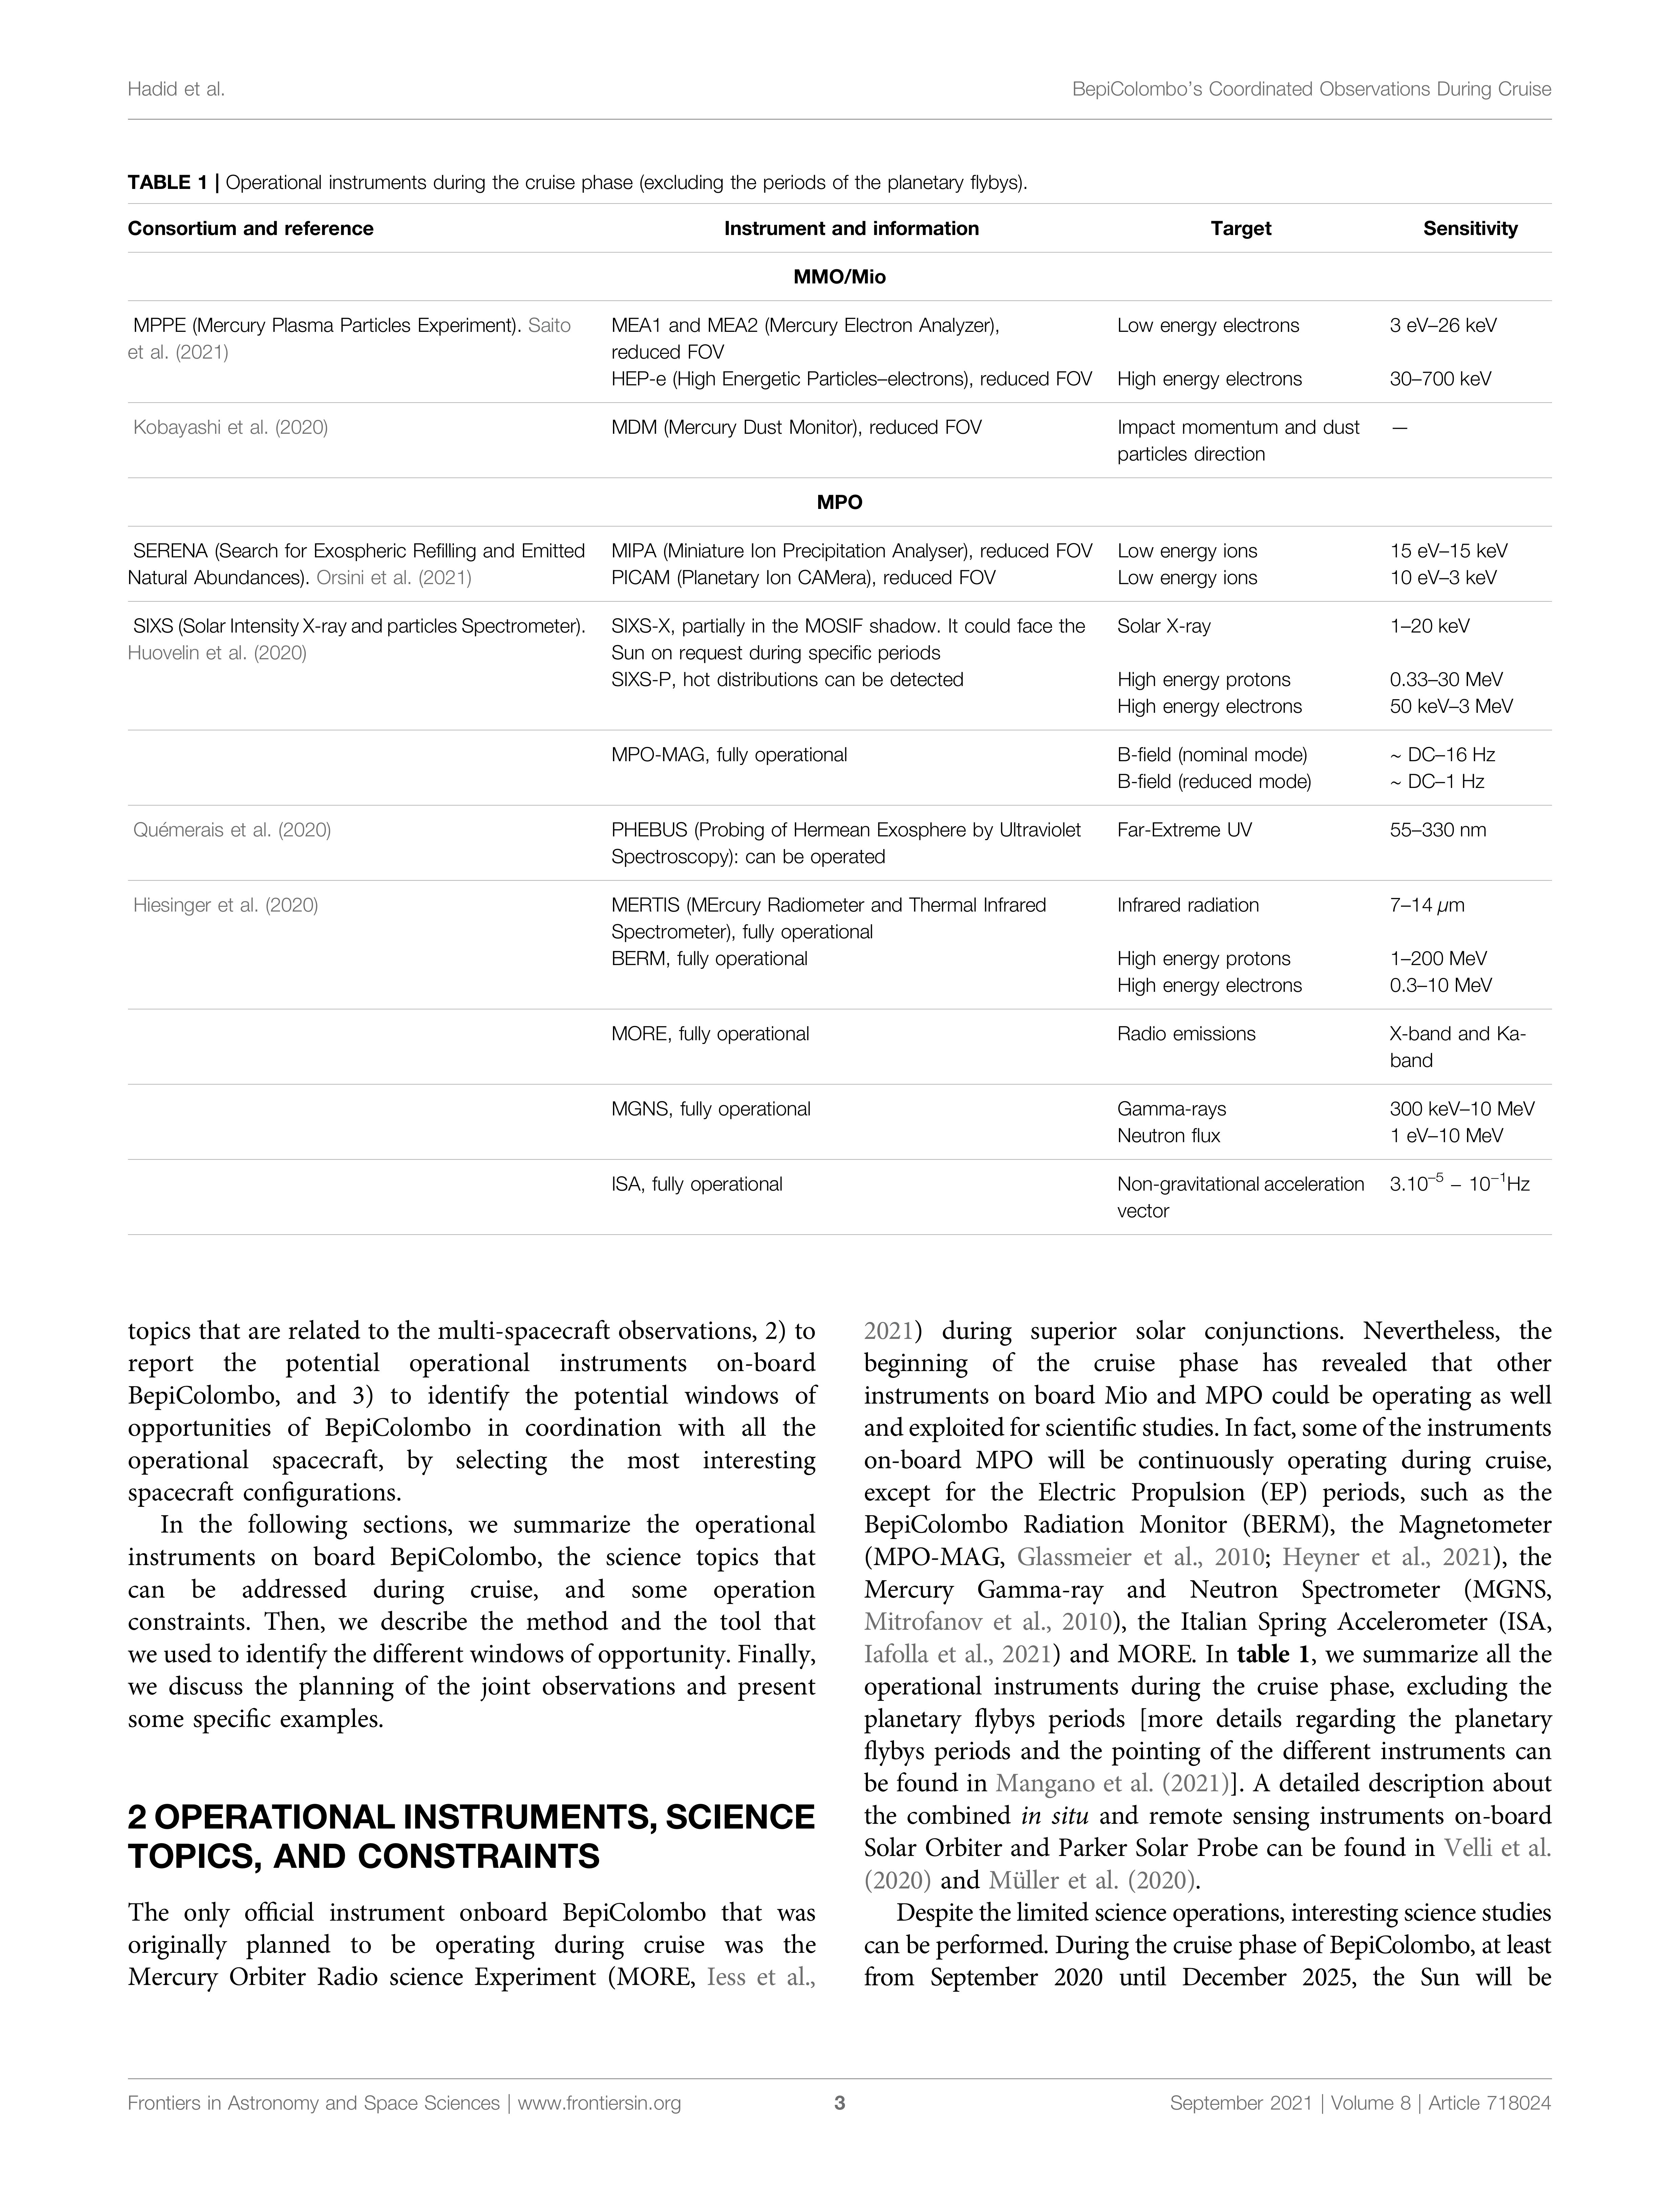 Hadid et al.
BepiColombo's Coordinated Observations During Cruise
TABLE 1 | Operational instruments during the cruise phase (excluding the periods of the planetary flybys).
Consortium and reference Instrument and information Target Sensitivity
MMO/Mio
MPPE (Mercury Plasma Particles Experiment). Saito MEA1 and MEA2 (Mercury Electron Analyzer), Low energy electrons 3 eV–26 keV
et al. (2021) reduced FOV
HEP-e (High Energetic Particles–electrons), reduced FOV High energy electrons 30–700 keV
Kobayashi et al. (2020) MDM (Mercury Dust Monitor), reduced FOV Impact momentum and dust —
particles direction
MPO
SERENA (Search for Exospheric Refilling and Emitted MIPA (Miniature Ion Precipitation Analyser), reduced FOV Low energy ions 15 eV–15 keV
Natural Abundances). Orsini et al. (2021) PICAM (Planetary Ion CAMera), reduced FOV Low energy ions 10 eV–3 keV
SIXS (Solar Intensity X-ray and particles Spectrometer). SIXS-X, partially in the MOSIF shadow. It could face the Solar X-ray 1–20 keV
Huovelin et al. (2020) Sun on request during specific periods
SIXS-P, hot distributions can be detected High energy protons 0.33–30 MeV
High energy electrons 50 keV–3 MeV
MPO-MAG, fully operational B-field (nominal mode) ~ DC–16 Hz
B-field (reduced mode) ~ DC–1 Hz
Quémerais et al. (2020) PHEBUS (Probing of Hermean Exosphere by Ultraviolet Far-Extreme UV 55–330 nm
Spectroscopy): can be operated
Hiesinger et al. (2020) MERTIS (MErcury Radiometer and Thermal Infrared Infrared radiation 7–14 μm
Spectrometer), fully operational
BERM, fully operational High energy protons 1–200 MeV
High energy electrons 0.3–10 MeV
MORE, fully operational Radio emissions X-band and Ka-
band
MGNS, fully operational Gamma-rays 300 keV–10 MeV
Neutron flux 1 eV–10 MeV
ISA, fully operational Non-gravitational acceleration 3.10⁻⁵ – 10⁻¹Hz
vector
topics that are related to the multi-spacecraft observations, 2) to
report the potential operational instruments on-board
BepiColombo, and 3) to identify the potential windows of
opportunities of BepiColombo in coordination with all the
operational spacecraft, by selecting the most interesting
spacecraft configurations.
In the following sections, we summarize the operational
instruments on board BepiColombo, the science topics that
can be addressed during cruise, and some operation
constraints. Then, we describe the method and the tool that
we used to identify the different windows of opportunity. Finally,
we discuss the planning of the joint observations and present
some specific examples.
2 OPERATIONAL INSTRUMENTS, SCIENCE
TOPICS, AND CONSTRAINTS
The only official instrument onboard BepiColombo that was
originally planned to be operating during cruise was the
Mercury Orbiter Radio science Experiment (MORE, Iess et al.,
2021) during superior solar conjunctions. Nevertheless, the
beginning of the cruise phase has revealed that other
instruments on board Mio and MPO could be operating as well
and exploited for scientific studies. In fact, some of the instruments
on-board MPO will be continuously operating during cruise,
except for the Electric Propulsion (EP) periods, such as the
BepiColombo Radiation Monitor (BERM), the Magnetometer
(MPO-MAG, Glassmeier et al., 2010; Heyner et al., 2021), the
Mercury Gamma-ray and Neutron Spectrometer (MGNS,
Mitrofanov et al., 2010), the Italian Spring Accelerometer (ISA,
Iafolla et al., 2021) and MORE. In table 1, we summarize all the
operational instruments during the cruise phase, excluding the
planetary flybys periods [more details regarding the planetary
flybys periods and the pointing of the different instruments can
be found in Mangano et al. (2021)]. A detailed description about
the combined in situ and remote sensing instruments on-board
Solar Orbiter and Parker Solar Probe can be found in Velli et al.
(2020) and Müller et al. (2020).
Despite the limited science operations, interesting science studies
can be performed. During the cruise phase of BepiColombo, at least
from September 2020 until December 2025, the Sun will be
Frontiers in Astronomy and Space Sciences | www.frontiersin.org
3
September 2021 | Volume 8 | Article 718024